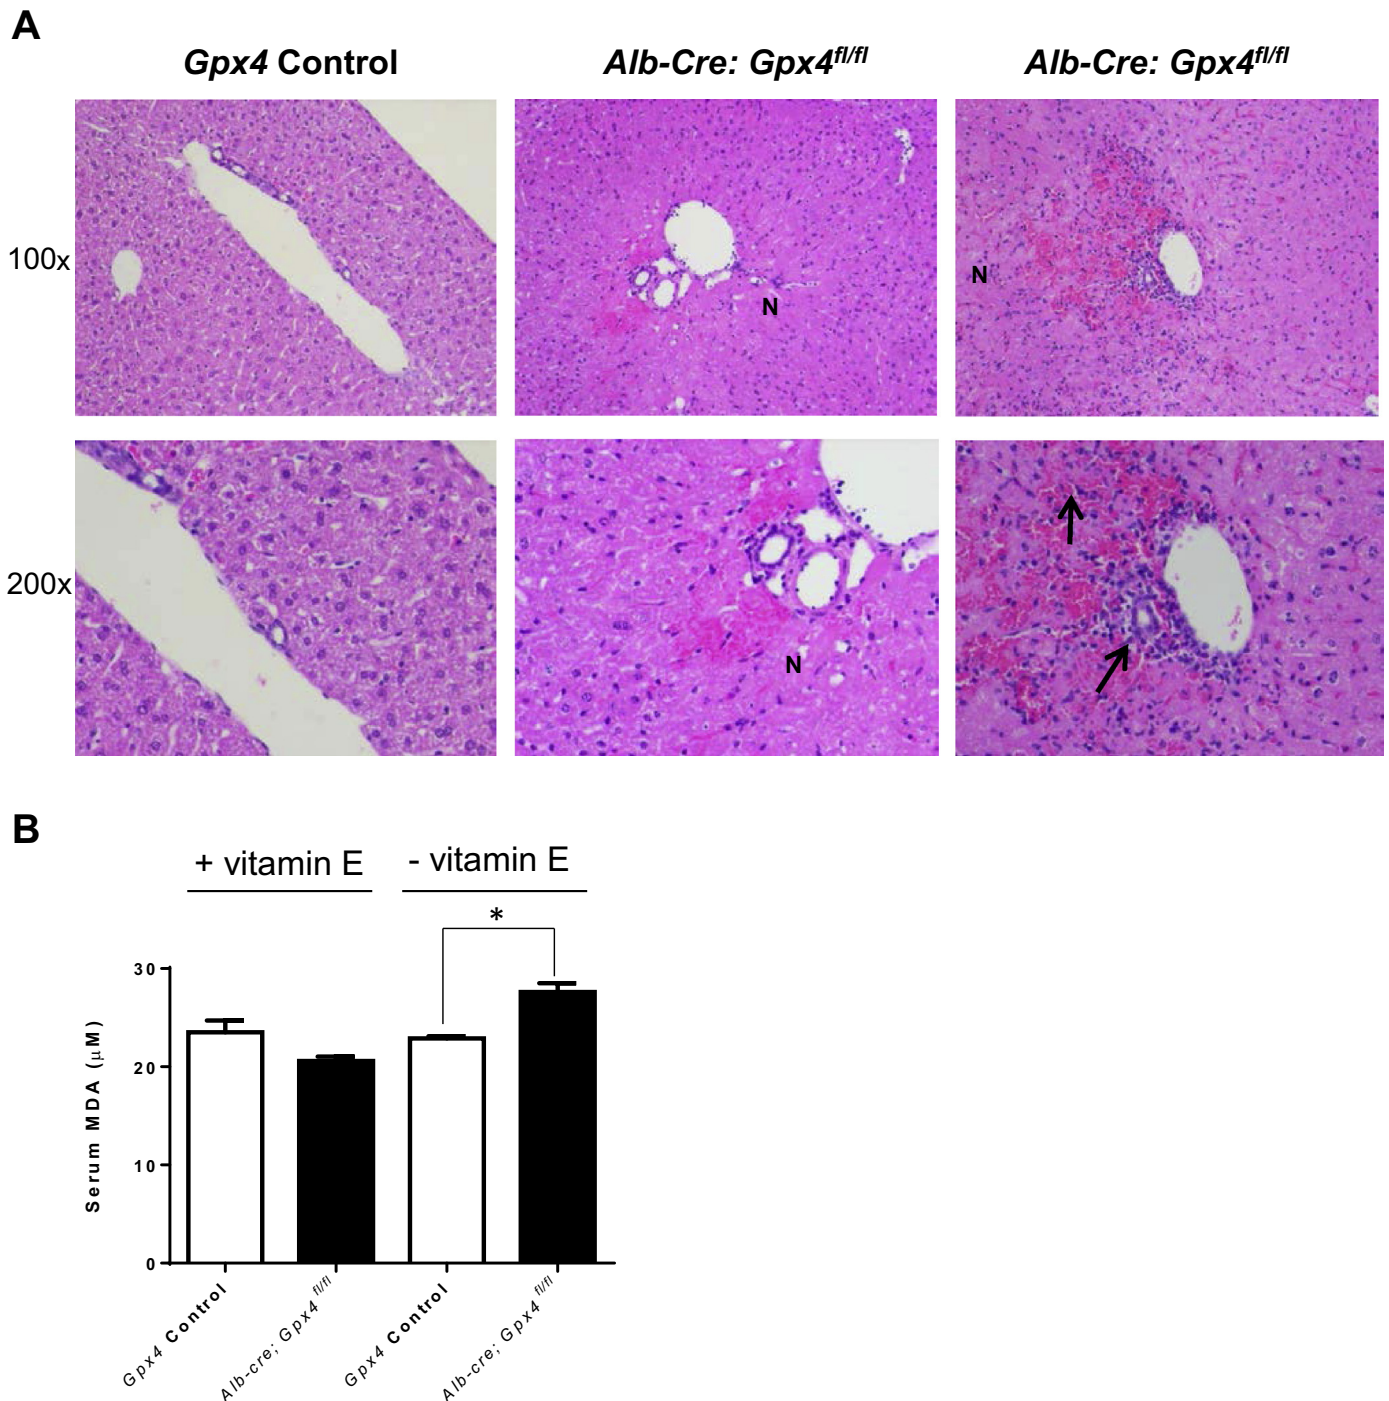 A
Gpx4 Control
Alb-Cre: Gpx4fl/fl
Alb-Cre: Gpx4fl/fl
100x
N
N
200x
N
B
+ vitamin E
- vitamin E
*
Serum MDA (μM)
30
20
10
0
Gpx4 Control
Alb-cre; Gpx4 fl/fl
Gpx4 Control
Alb-cre; Gpx4 fl/fl